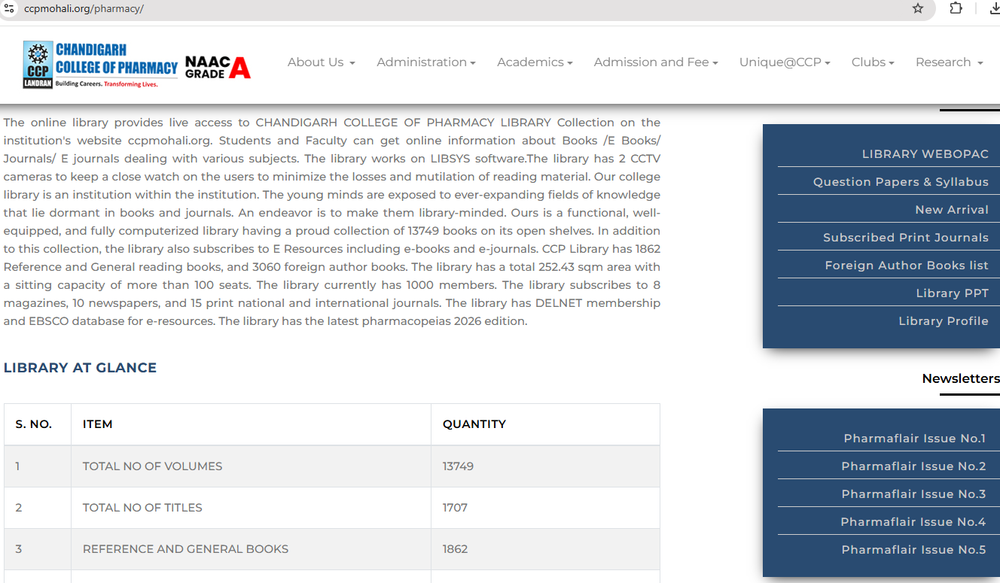 ccpmohali.org/pharmacy/
CHANDIGARH
COLLEGE OF PHARMACY
CCP
LANDRAN
Building Careers. Transforming Lives.
NAAC
GRADE A
About Us
Administration
Academics
Admission and Fee
Unique@CCP
Clubs
Research
The online library provides live access to CHANDIGARH COLLEGE OF PHARMACY LIBRARY Collection on the
institution's website ccpmohali.org. Students and Faculty can get online information about Books /E Books/
Journals/ E journals dealing with various subjects. The library works on LIBSYS software.The library has 2 CCTV
cameras to keep a close watch on the users to minimize the losses and mutilation of reading material. Our college
library is an institution within the institution. The young minds are exposed to ever-expanding fields of knowledge
that lie dormant in books and journals. An endeavor is to make them library-minded. Ours is a functional, well-
equipped, and fully computerized library having a proud collection of 13749 books on its open shelves. In addition
to this collection, the library also subscribes to E Resources including e-books and e-journals. CCP Library has 1862
Reference and General reading books, and 3060 foreign author books. The library has a total 252.43 sqm area with
a sitting capacity of more than 100 seats. The library currently has 1000 members. The library subscribes to 8
magazines, 10 newspapers, and 15 print national and international journals. The library has DELNET membership
and EBSCO database for e-resources. The library has the latest pharmacopeias 2026 edition.
LIBRARY AT GLANCE
S. NO. ITEM QUANTITY
1 TOTAL NO OF VOLUMES 13749
2 TOTAL NO OF TITLES 1707
3 REFERENCE AND GENERAL BOOKS 1862
LIBRARY WEBOPAC
Question Papers & Syllabus
New Arrival
Subscribed Print Journals
Foreign Author Books list
Library PPT
Library Profile
Newsletters
Pharmaflair Issue No.1
Pharmaflair Issue No.2
Pharmaflair Issue No.3
Pharmaflair Issue No.4
Pharmaflair Issue No.5